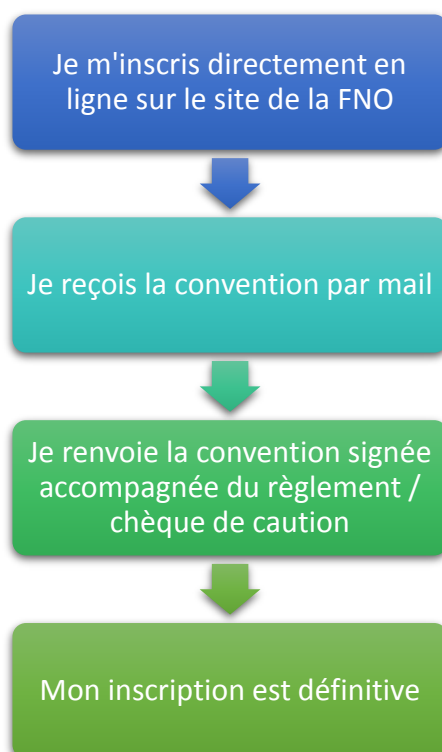 Je m'inscris directement en
ligne sur le site de la FNO
Je reçois la convention par mail
Je renvoie la convention signée
accompagnée du règlement /
chèque de caution
Mon inscription est définitive